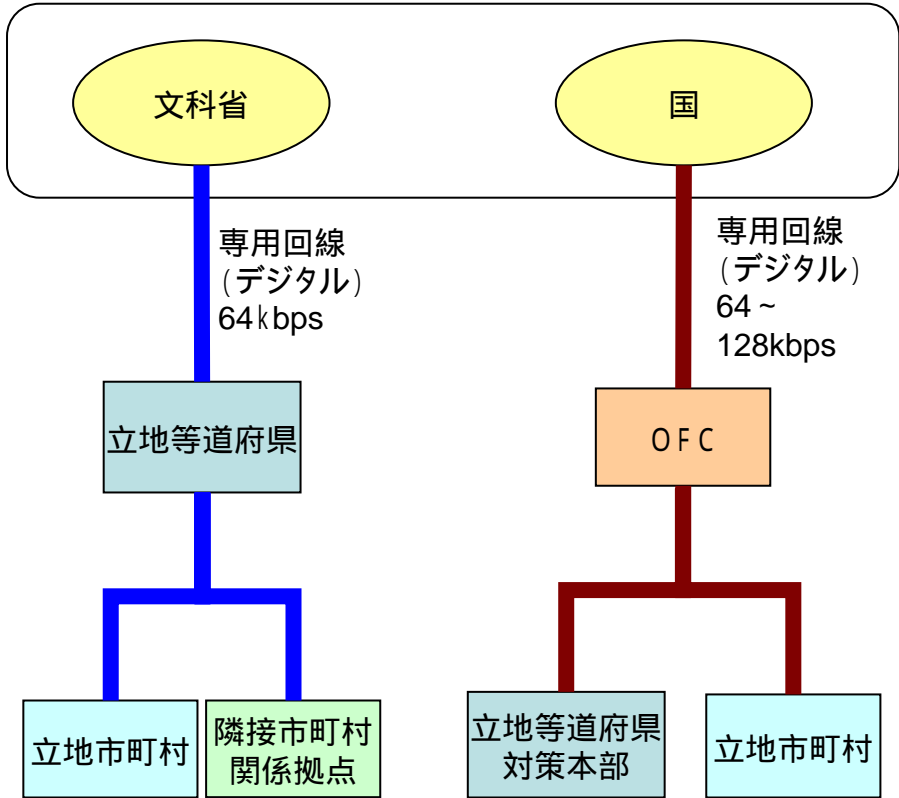 文科省
国
専用回線
(デジタル)
64kbps
専用回線
(デジタル)
64~
128kbps
立地等道府県
OFC
立地市町村
隣接市町村
関係拠点
立地等道府県
対策本部
立地市町村